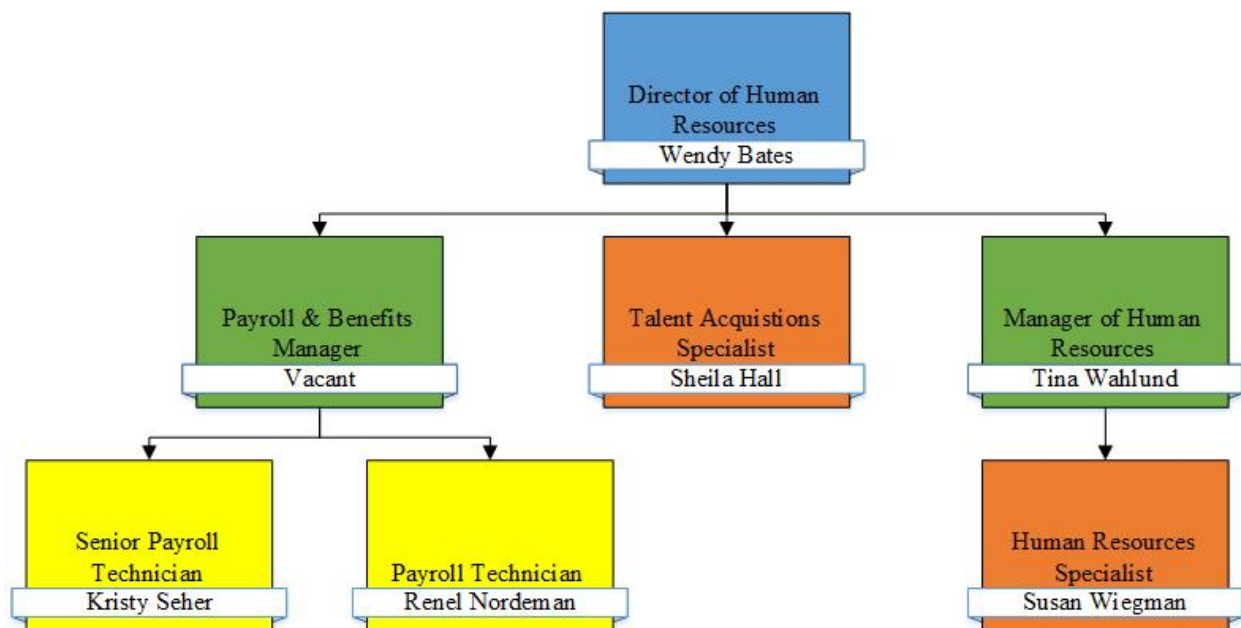 Director of Human
Resources
Wendy Bates
Payroll & Benefits
Manager
Vacant
Talent Acquistions
Specialist
Sheila Hall
Manager of Human
Resources
Tina Wahlund
Senior Payroll
Technician
Kristy Seher
Payroll Technician
Renel Nordeman
Human Resources
Specialist
Susan Wiegman